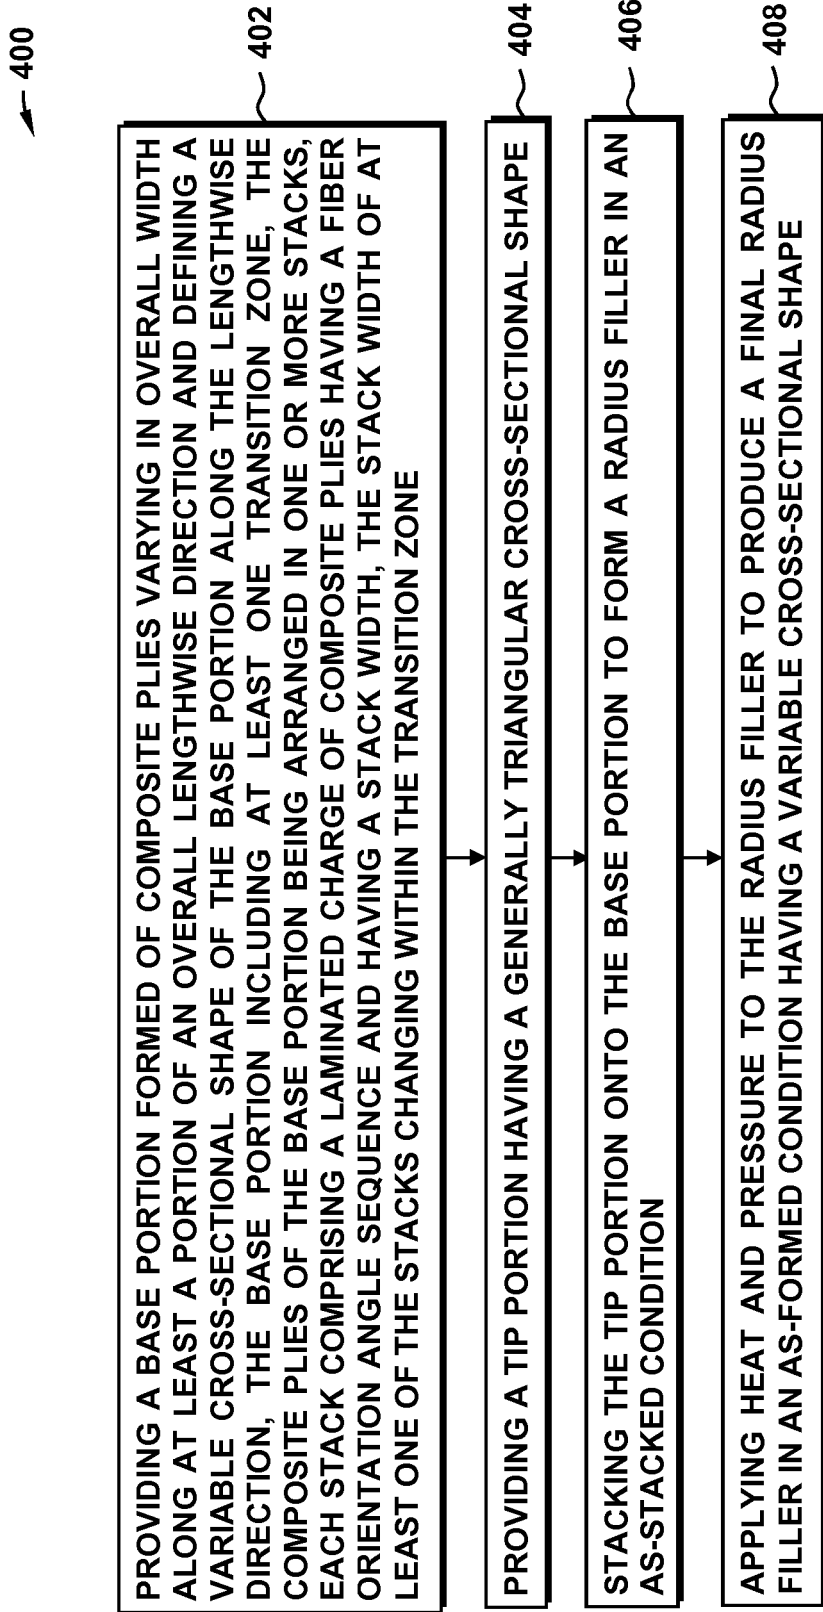 400
PROVIDING A BASE PORTION FORMED OF COMPOSITE PLIES VARYING IN OVERALL WIDTH
ALONG AT LEAST A PORTION OF AN OVERALL LENGTHWISE DIRECTION AND DEFINING A
VARIABLE CROSS-SECTIONAL SHAPE OF THE BASE PORTION ALONG THE LENGTHWISE
DIRECTION, THE BASE PORTION INCLUDING AT LEAST ONE TRANSITION ZONE, THE
COMPOSITE PLIES OF THE BASE PORTION BEING ARRANGED IN ONE OR MORE STACKS,
EACH STACK COMPRISING A LAMINATED CHARGE OF COMPOSITE PLIES HAVING A FIBER
ORIENTATION ANGLE SEQUENCE AND HAVING A STACK WIDTH, THE STACK WIDTH OF AT
LEAST ONE OF THE STACKS CHANGING WITHIN THE TRANSITION ZONE
402
PROVIDING A TIP PORTION HAVING A GENERALLY TRIANGULAR CROSS-SECTIONAL SHAPE
404
STACKING THE TIP PORTION ONTO THE BASE PORTION TO FORM A RADIUS FILLER IN AN
AS-STACKED CONDITION
406
APPLYING HEAT AND PRESSURE TO THE RADIUS FILLER TO PRODUCE A FINAL RADIUS
FILLER IN AN AS-FORMED CONDITION HAVING A VARIABLE CROSS-SECTIONAL SHAPE
408